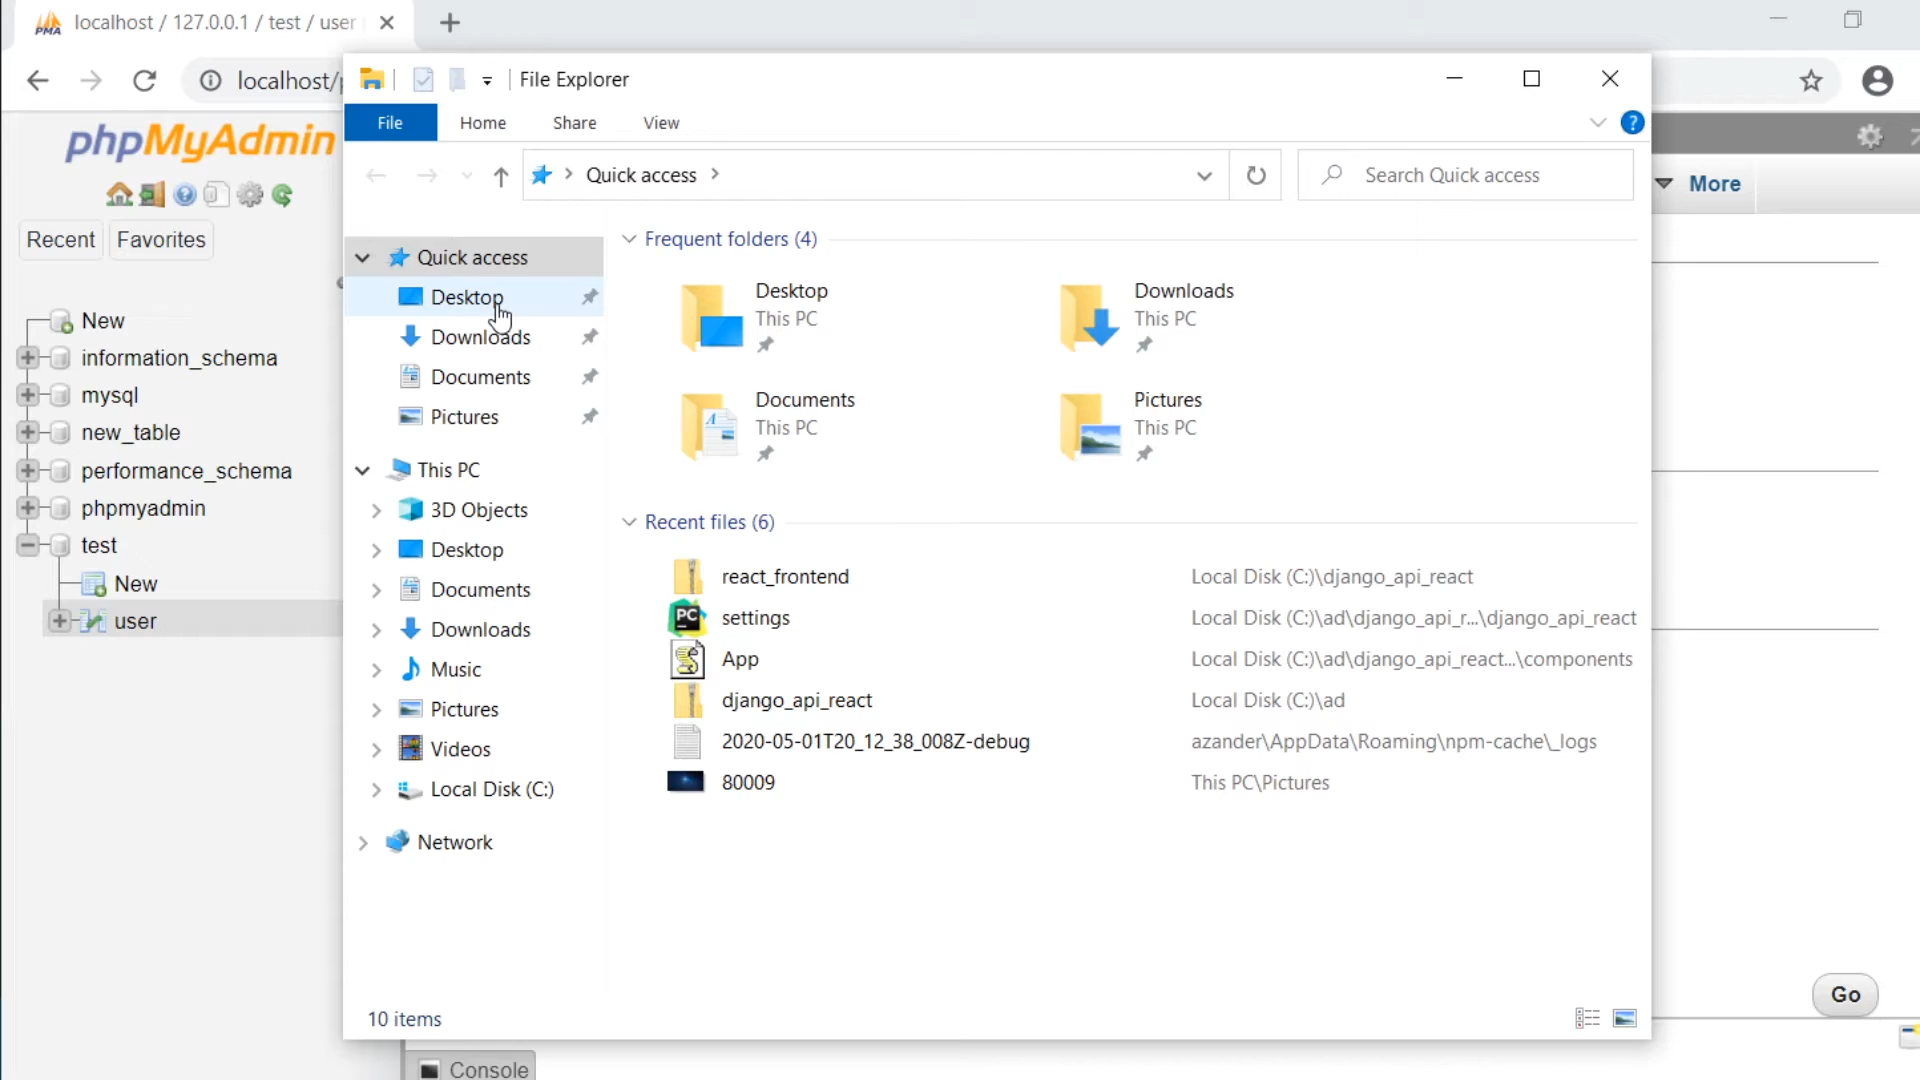 PMA localhost / 127.0.0.1 / test / user
localhost/
File Explorer
File Home Share View
?
phpMyAdmin
Quick access
Search Quick access
More
Recent Favorites
Quick access
Desktop
Downloads
Documents
Pictures
This PC
3D Objects
Desktop
Documents
Downloads
Music
Pictures
Videos
Local Disk (C:)
Network
New
information_schema
mysql
new_table
performance_schema
phpmyadmin
test
New
user
Frequent folders (4)
Desktop
This PC
Downloads
This PC
Documents
This PC
Pictures
This PC
Recent files (6)
react_frontend Local Disk (C:)\django_api_react
PC settings Local Disk (C:)\ad\django_api_r...\django_api_react
App Local Disk (C:)\ad\django_api_react...\components
django_api_react Local Disk (C:)\ad
2020-05-01T20_12_38_008Z-debug azander\AppData\Roaming\npm-cache\_logs
80009 This PC\Pictures
Go
10 items
Console